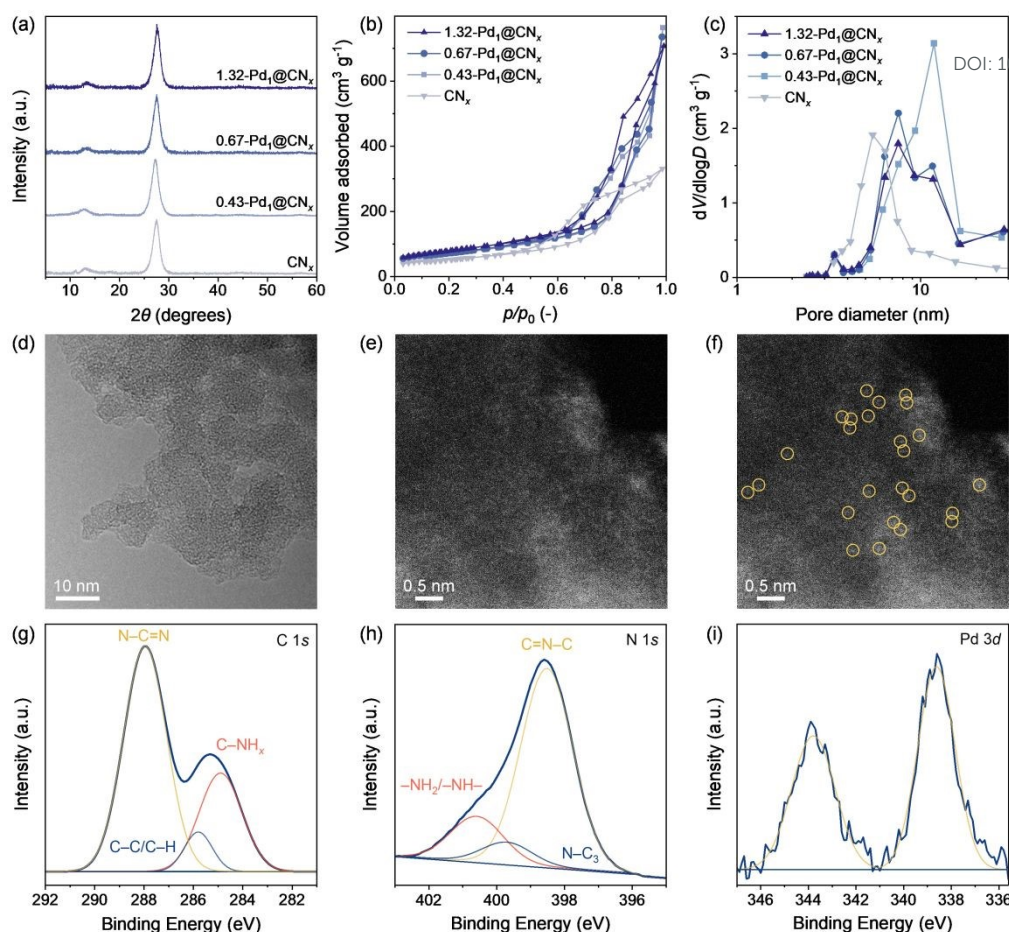 (a)
Intensity (a.u.)
1.32-Pd₁@CNₓ
0.67-Pd₁@CNₓ
0.43-Pd₁@CNₓ
CNₓ
10 20 30 40 50 60
2θ (degrees)
(b)
Volume adsorbed (cm³ g⁻¹)
1.32-Pd₁@CNₓ
0.67-Pd₁@CNₓ
0.43-Pd₁@CNₓ
CNₓ
600
400
200
0
0.0 0.2 0.4 0.6 0.8 1.0
p/p₀ (-)
(c)
dV/dlogD (cm³ g⁻¹)
1.32-Pd₁@CNₓ
0.67-Pd₁@CNₓ
0.43-Pd₁@CNₓ
CNₓ
DOI: 1
3
2
1
0
1 10
Pore diameter (nm)
(d)
10 nm
(e)
0.5 nm
(f)
0.5 nm
(g)
C 1s
N–C=N
C–NHₓ
C–C/C–H
Intensity (a.u.)
292 290 288 286 284 282
Binding Energy (eV)
(h)
N 1s
C=N–C
–NH₂/–NH–
N–C₃
Intensity (a.u.)
402 400 398 396
Binding Energy (eV)
(i)
Pd 3d
Intensity (a.u.)
346 344 342 340 338 336
Binding Energy (eV)